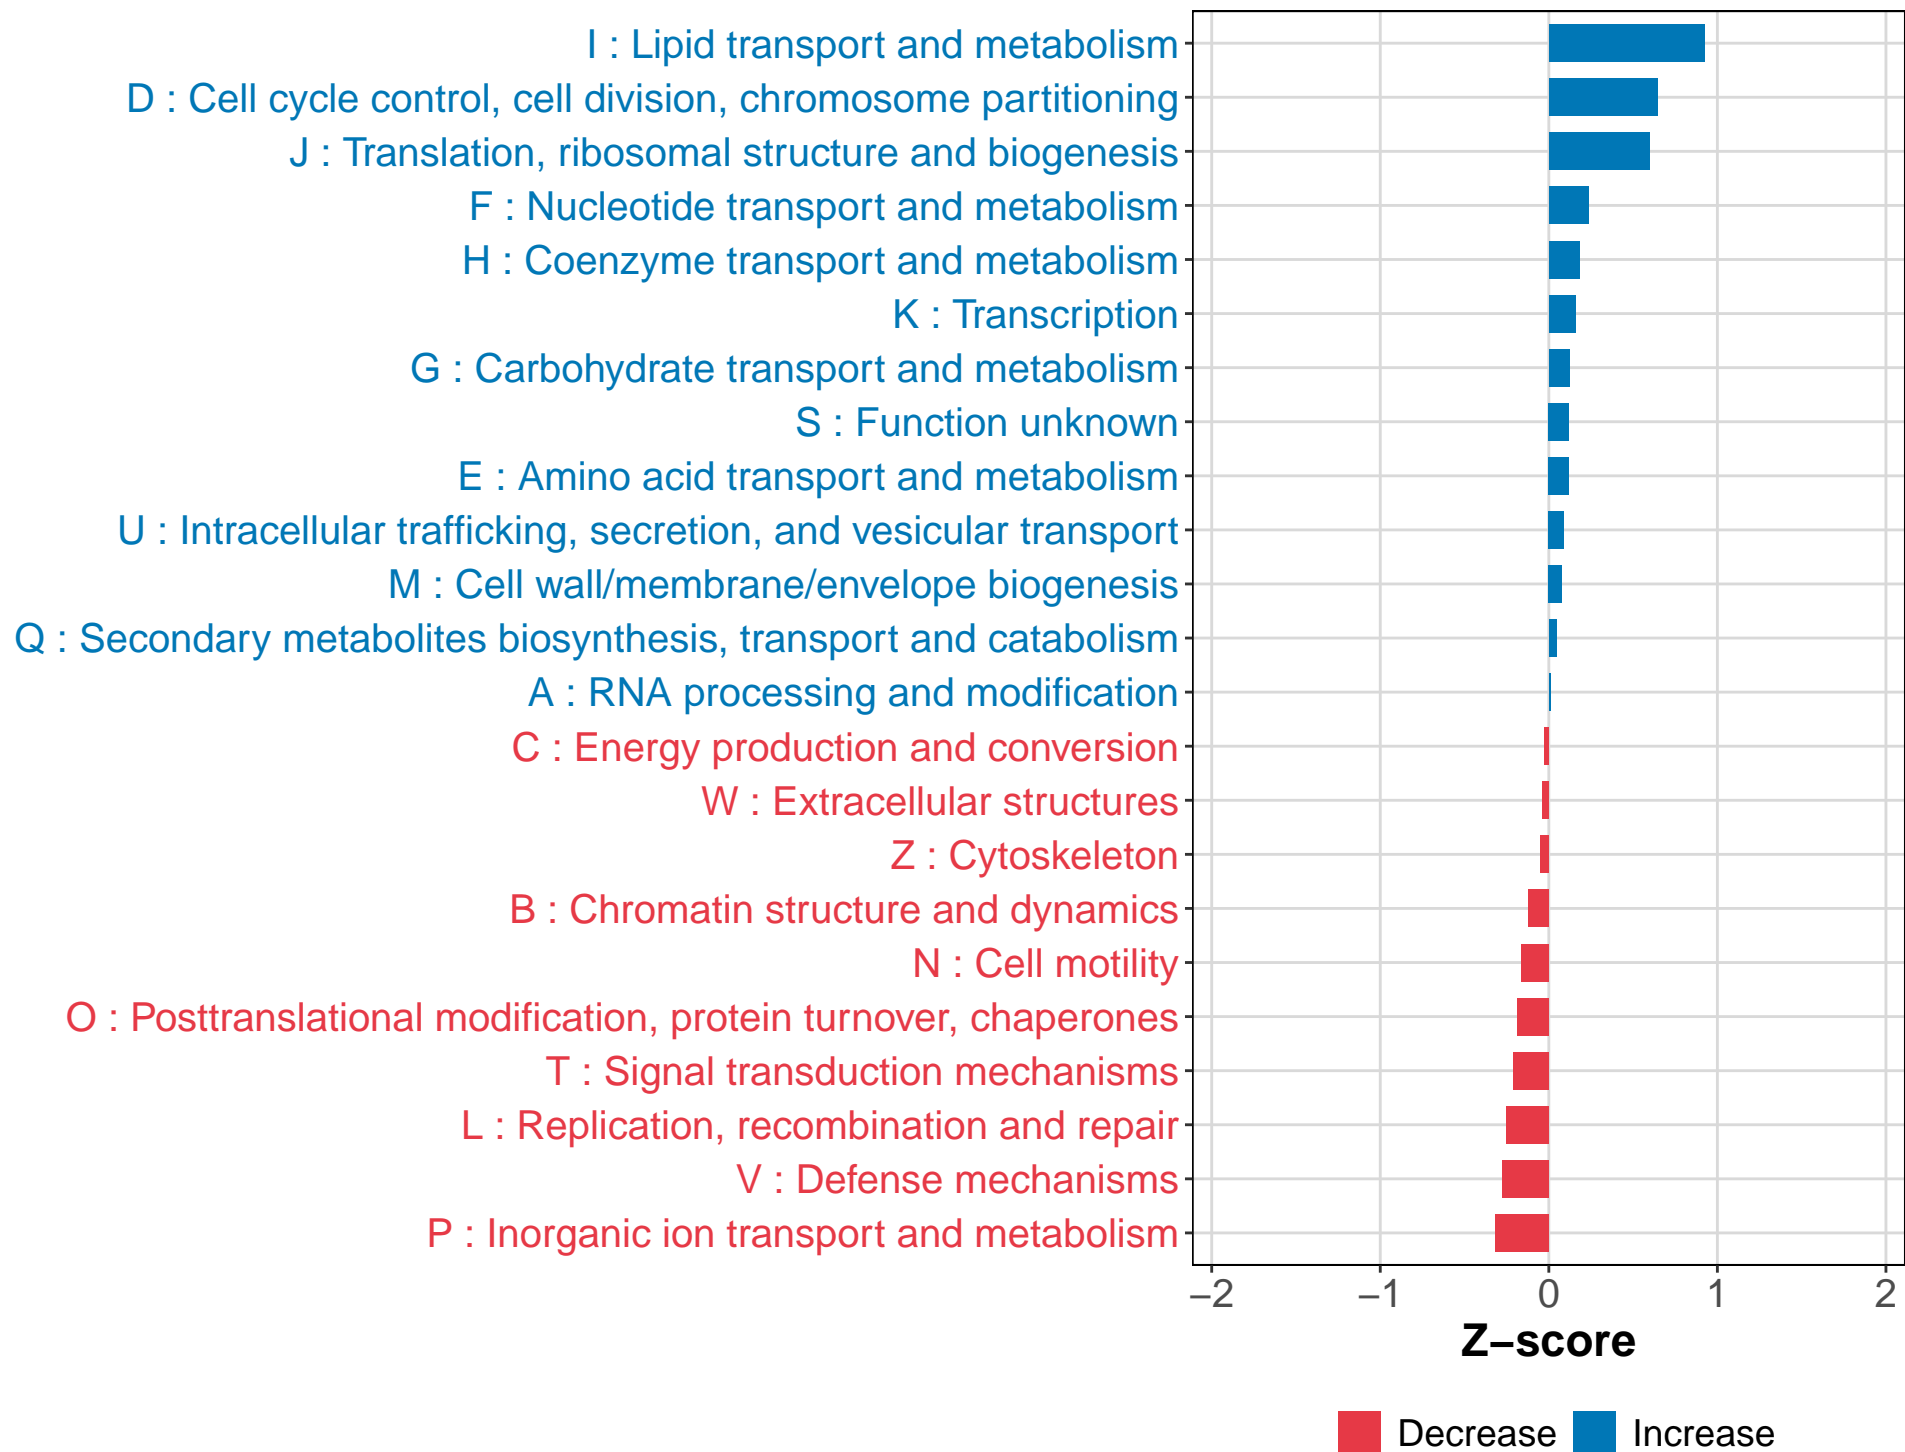 I : Lipid transport and metabolism
D : Cell cycle control, cell division, chromosome partitioning
J : Translation, ribosomal structure and biogenesis
F : Nucleotide transport and metabolism
H : Coenzyme transport and metabolism
K : Transcription
G : Carbohydrate transport and metabolism
S : Function unknown
E : Amino acid transport and metabolism
U : Intracellular trafficking, secretion, and vesicular transport
M : Cell wall/membrane/envelope biogenesis
Q : Secondary metabolites biosynthesis, transport and catabolism
A : RNA processing and modification
C : Energy production and conversion
W : Extracellular structures
Z : Cytoskeleton
B : Chromatin structure and dynamics
N : Cell motility
O : Posttranslational modification, protein turnover, chaperones
T : Signal transduction mechanisms
L : Replication, recombination and repair
V : Defense mechanisms
P : Inorganic ion transport and metabolism
−2 −1 0 1 2
Z−score
Decrease Increase